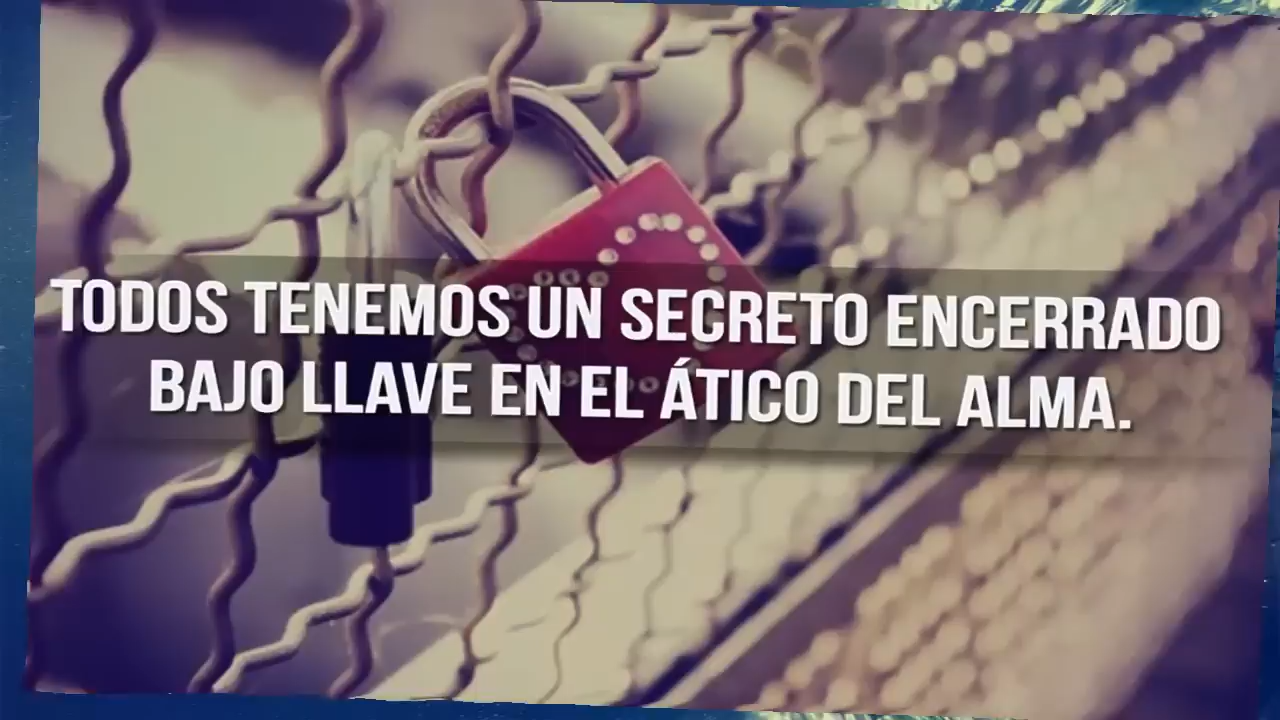 TODOS TENEMOS UN SECRETO ENCERRADO
BAJO LLAVE EN EL ÁTICO DEL ALMA.